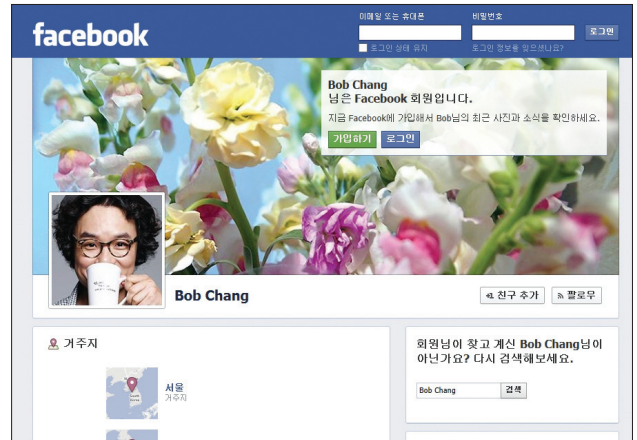 facebook
이메일 또는 휴대폰
비밀번호
로그인
로그인 상태 유지
로그인 정보를 잊으셨나요?
Bob Chang
님은 Facebook 회원입니다.
지금 Facebook에 가입해서 Bob님의 최근 사진과 소식을 확인하세요.
가입하기
로그인
Bob Chang
친구 추가
팔로우
거주지
서울
거주지
회원님이 찾고 계신 Bob Chang님이
아닌가요? 다시 검색해보세요.
Bob Chang
검색